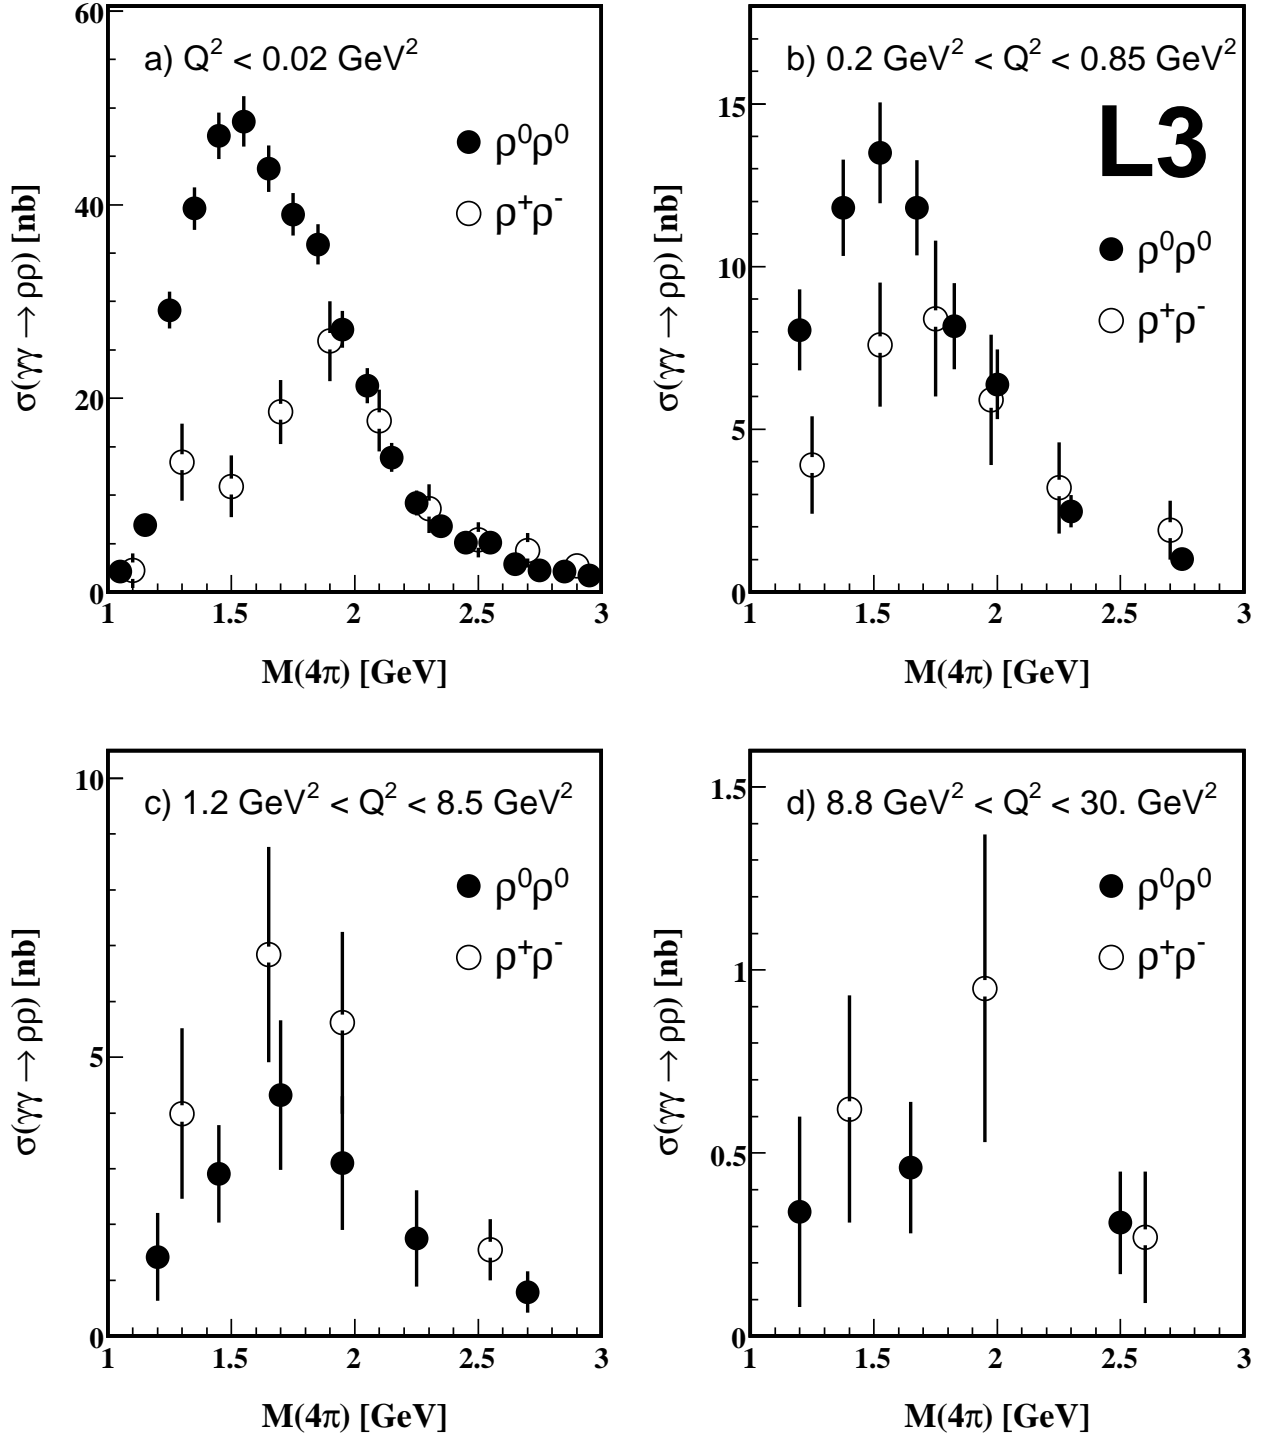 a) Q² < 0.02 GeV²
ρ⁰ρ⁰
ρ⁺ρ⁻
σ(γγ → ρρ) [nb]
60
40
20
0
1 1.5 2 2.5 3
M(4π) [GeV]
b) 0.2 GeV² < Q² < 0.85 GeV²
L3
ρ⁰ρ⁰
ρ⁺ρ⁻
σ(γγ → ρρ) [nb]
15
10
5
0
1 1.5 2 2.5 3
M(4π) [GeV]
c) 1.2 GeV² < Q² < 8.5 GeV²
ρ⁰ρ⁰
ρ⁺ρ⁻
σ(γγ → ρρ) [nb]
10
5
0
1 1.5 2 2.5 3
M(4π) [GeV]
d) 8.8 GeV² < Q² < 30. GeV²
ρ⁰ρ⁰
ρ⁺ρ⁻
σ(γγ → ρρ) [nb]
1.5
1
0.5
0
1 1.5 2 2.5 3
M(4π) [GeV]